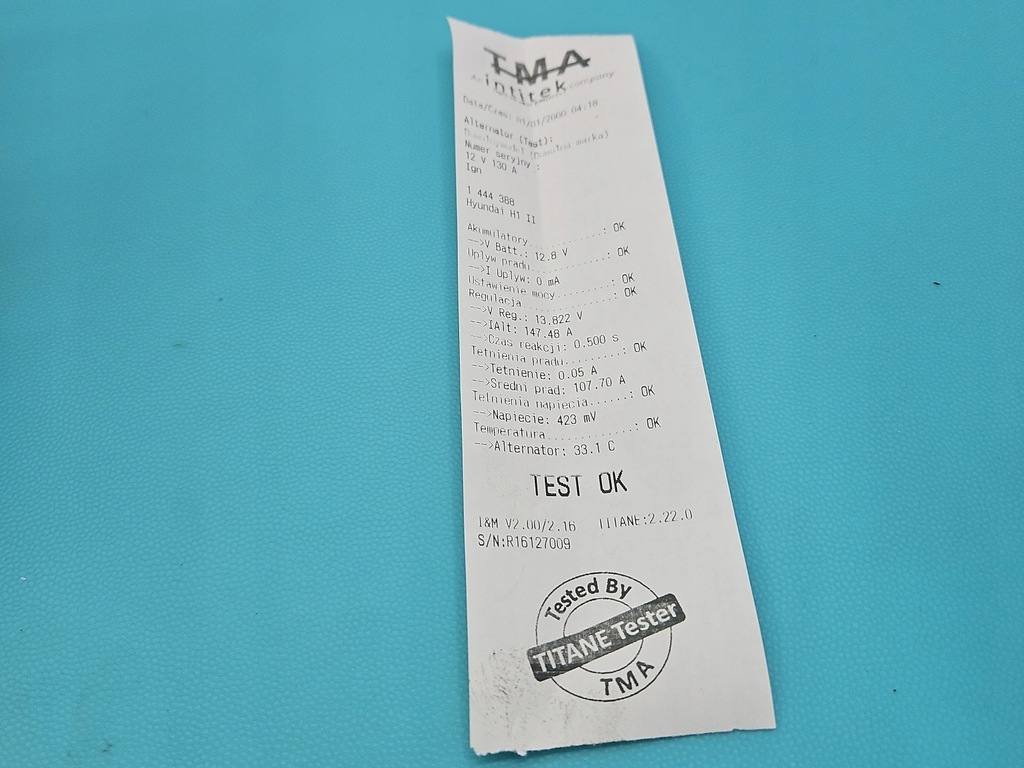 TMA
intitek
company
Data/Czas: 01/01/2000 04:18
Alternator (Test):
(Dowolna marka)
Numer seryjny :
12 V 130 A
Ign
1 444 388
Hyundai H1 II
Akumulatory............: OK
-->V Batt.: 12.8 V
Uplyw pradu............: OK
-->I Uplyw: 0 mA
Ustawienie mocy........: OK
Regulacja..............: OK
-->V Reg.: 13.822 V
-->IAlt: 147.48 A
-->Czas reakcji: 0.500 s
Tetnienia pradu........: OK
-->Tetnienie: 0.05 A
-->Sredni prad: 107.70 A
Tetnienia napiecia......: OK
-->Napiecie: 423 mV
Temperatura............: OK
-->Alternator: 33.1 C
TEST OK
I&M V2.00/2.16 TITANE:2.22.0
S/N:R16127009
Tested By
TITANE Tester
TMA